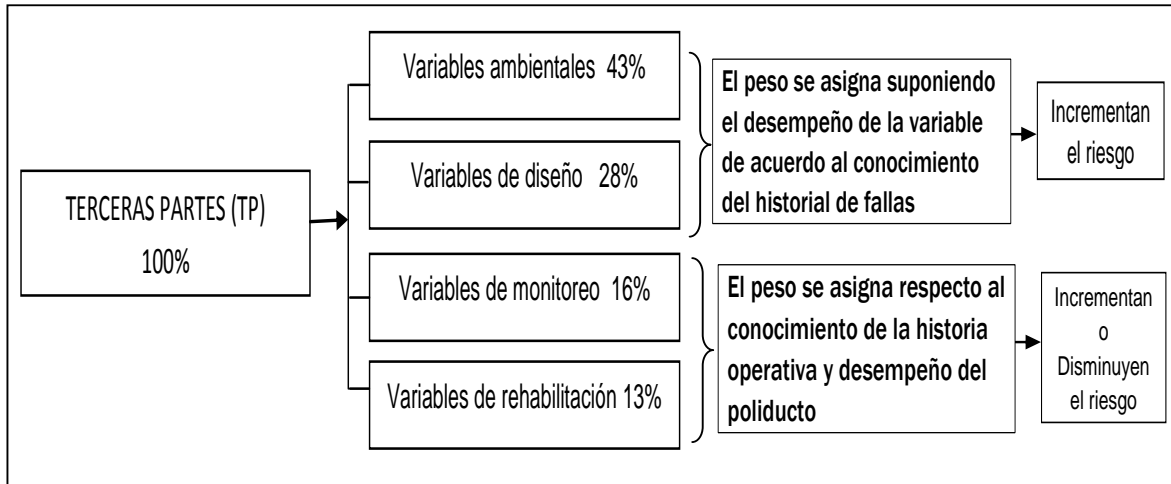 TERCERAS PARTES (TP)
100%
Variables ambientales 43%
Variables de diseño 28%
Variables de monitoreo 16%
Variables de rehabilitación 13%
El peso se asigna suponiendo
el desempeño de la variable
de acuerdo al conocimiento
del historial de fallas
Incrementan
el riesgo
El peso se asigna respecto al
conocimiento de la historia
operativa y desempeño del
poliducto
Incrementan
o
Disminuyen
el riesgo